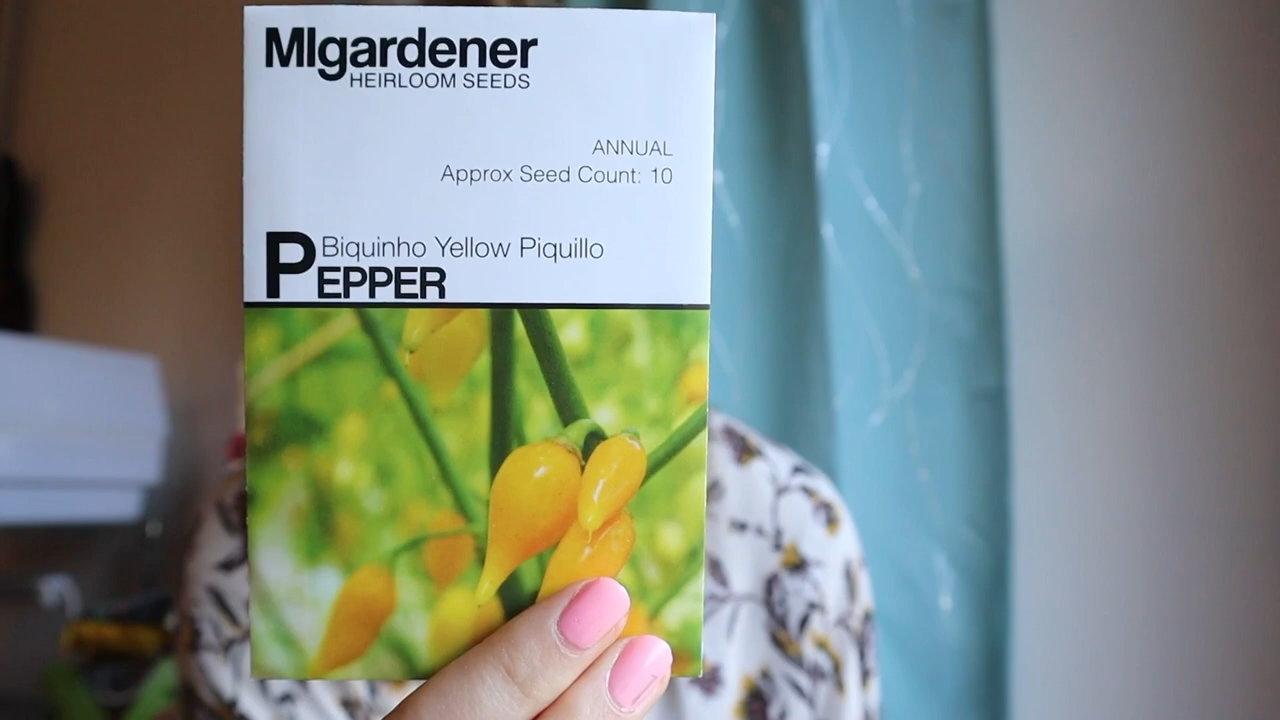 MIgardener
HEIRLOOM SEEDS
ANNUAL
Approx Seed Count: 10
Biquinho Yellow Piquillo
PEPPER